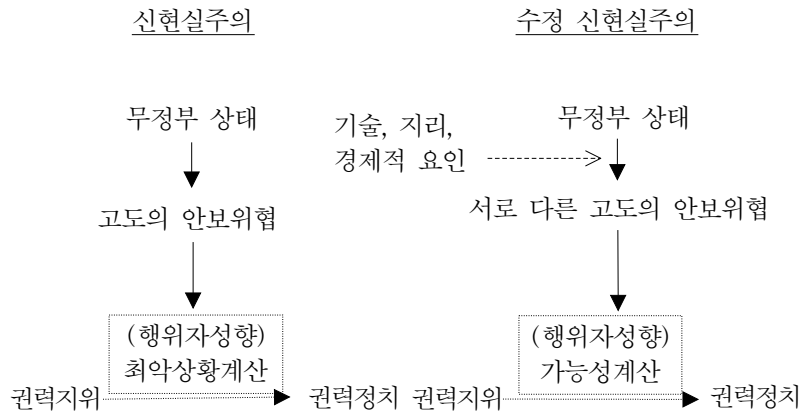 신현실주의
무정부 상태
고도의 안보위협
(행위자성향)
최악상황계산
권력지위
권력정치
수정 신현실주의
기술, 지리,
경제적 요인
무정부 상태
서로 다른 고도의 안보위협
(행위자성향)
가능성계산
권력지위
권력정치